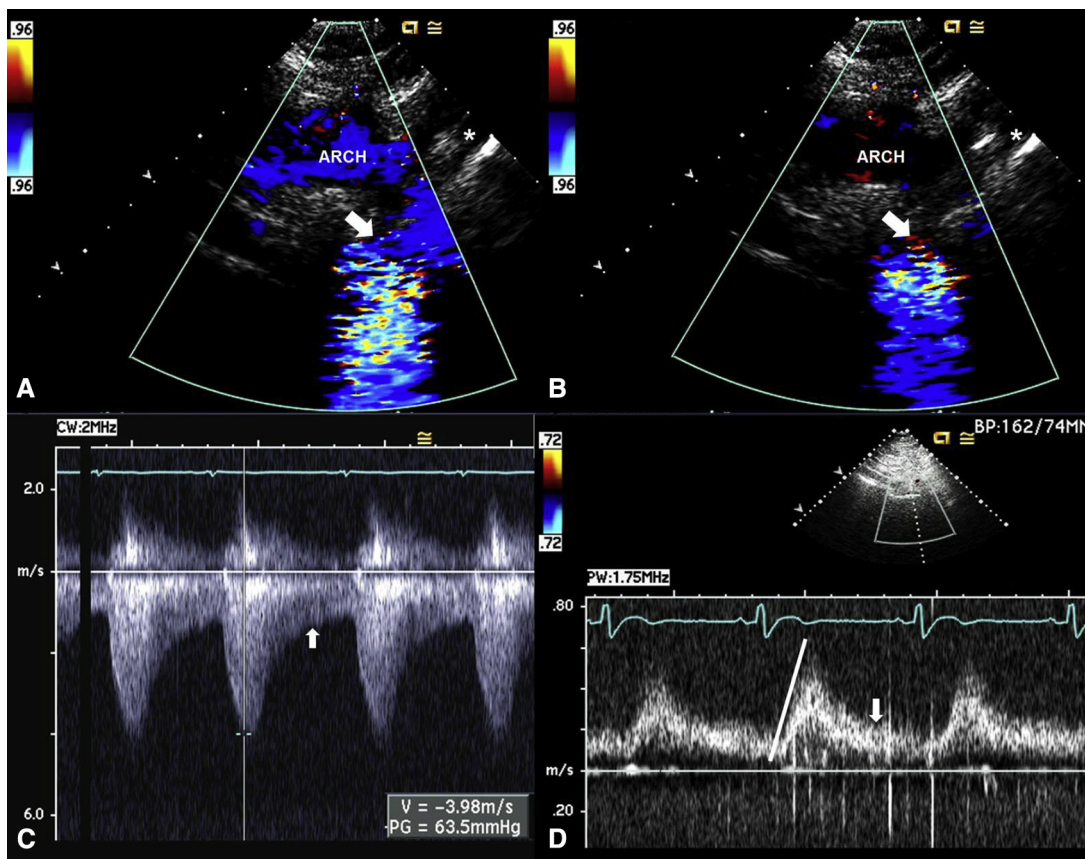 .96
.96
*
ARCH
A
.96
.96
*
ARCH
B
CW:2MHz
2.0
m/s
6.0
V = -3.98m/s
PG = 63.5mmHg
C
BP:162/74MM
.72
.72
PW:1.75MHz
.80
m/s
.20
D